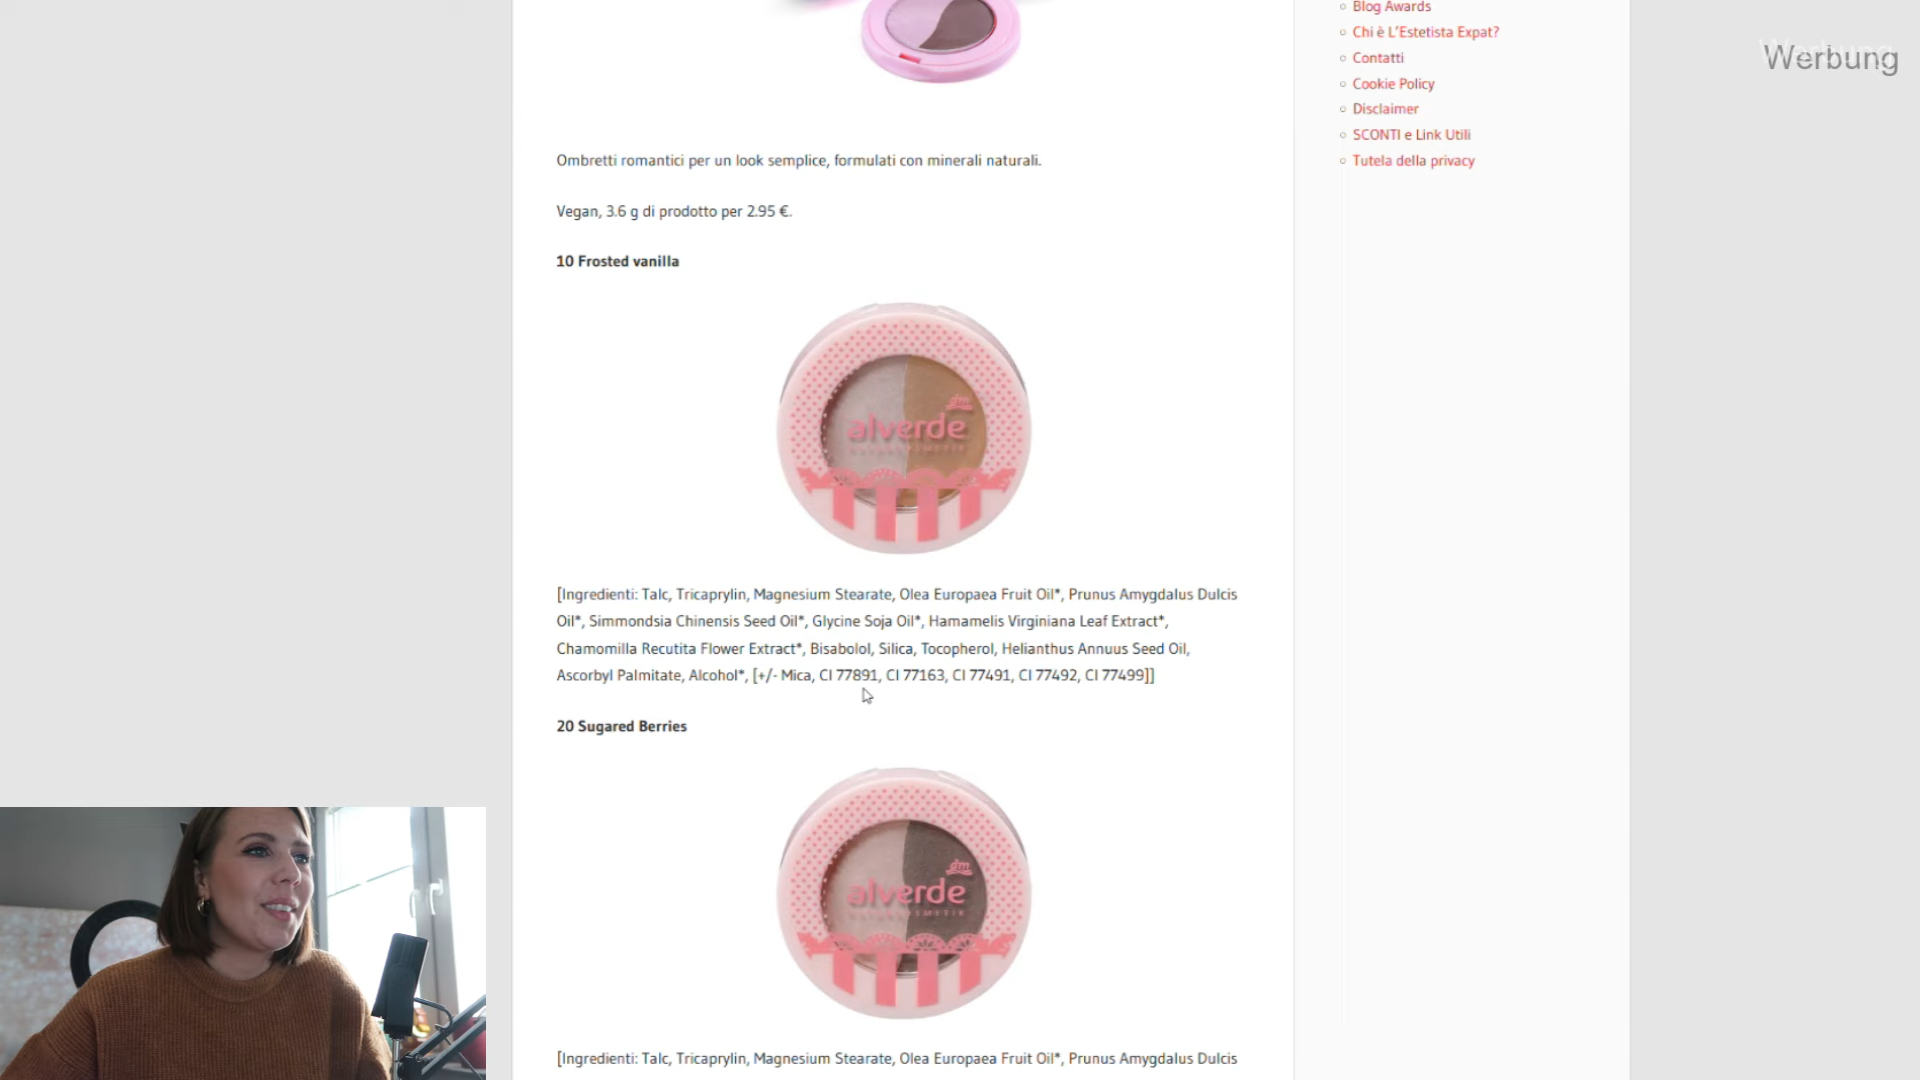 Blog Awards
Chi è L'Estetista Expat?
Contatti
Cookie Policy
Disclaimer
SCONTI e Link Utili
Tutela della privacy
Werbung
Ombretti romantici per un look semplice, formulati con minerali naturali.
Vegan, 3.6 g di prodotto per 2.95 €.
10 Frosted vanilla
dm
alverde
NATURKOSMETIK
[Ingredienti: Talc, Tricaprylin, Magnesium Stearate, Olea Europaea Fruit Oil*, Prunus Amygdalus Dulcis
Oil*, Simmondsia Chinensis Seed Oil*, Glycine Soja Oil*, Hamamelis Virginiana Leaf Extract*,
Chamomilla Recutita Flower Extract*, Bisabolol, Silica, Tocopherol, Helianthus Annuus Seed Oil,
Ascorbyl Palmitate, Alcohol*, [+/- Mica, CI 77891, CI 77163, CI 77491, CI 77492, CI 77499]]
20 Sugared Berries
dm
alverde
NATURKOSMETIK
[Ingredienti: Talc, Tricaprylin, Magnesium Stearate, Olea Europaea Fruit Oil*, Prunus Amygdalus Dulcis